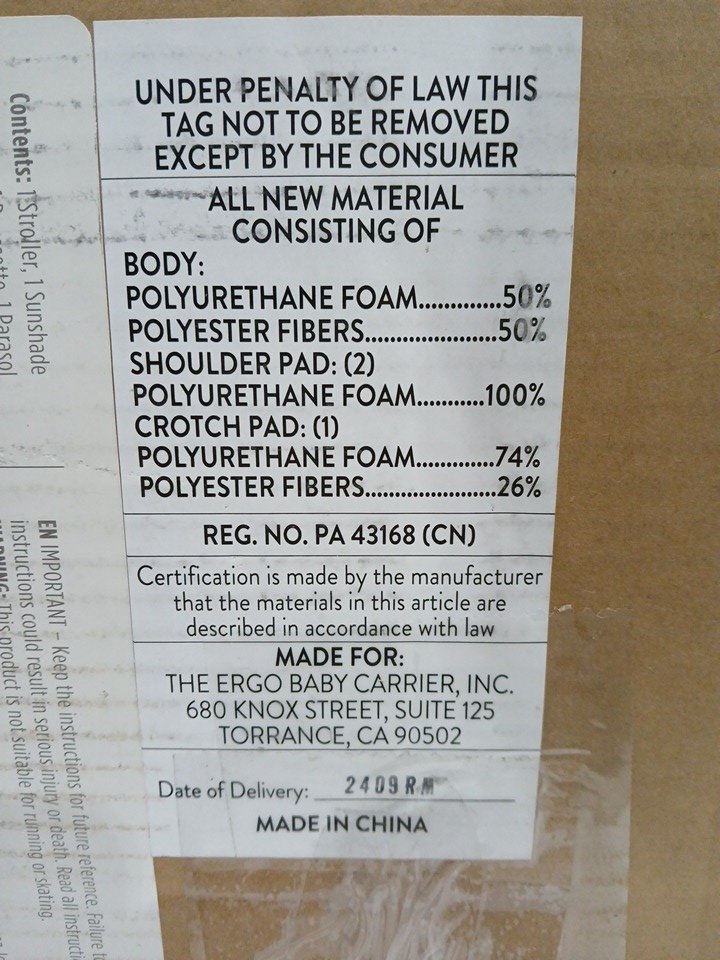 UNDER PENALTY OF LAW THIS
TAG NOT TO BE REMOVED
EXCEPT BY THE CONSUMER
ALL NEW MATERIAL
CONSISTING OF
BODY:
POLYURETHANE FOAM..............50%
POLYESTER FIBERS......................50%
SHOULDER PAD: (2)
POLYURETHANE FOAM............100%
CROTCH PAD: (1)
POLYURETHANE FOAM..............74%
POLYESTER FIBERS.......................26%
REG. NO. PA 43168 (CN)
Certification is made by the manufacturer
that the materials in this article are
described in accordance with law
MADE FOR:
THE ERGO BABY CARRIER, INC.
680 KNOX STREET, SUITE 125
TORRANCE, CA 90502
Date of Delivery: 2409 RM
MADE IN CHINA
Contents: 1 Stroller, 1 Sunshade
1 Parasol
EN IMPORTANT – Keep the instructions for future reference. Failure
instructions could result in serious injury or death. Read all
This product is not suitable for running or skating.